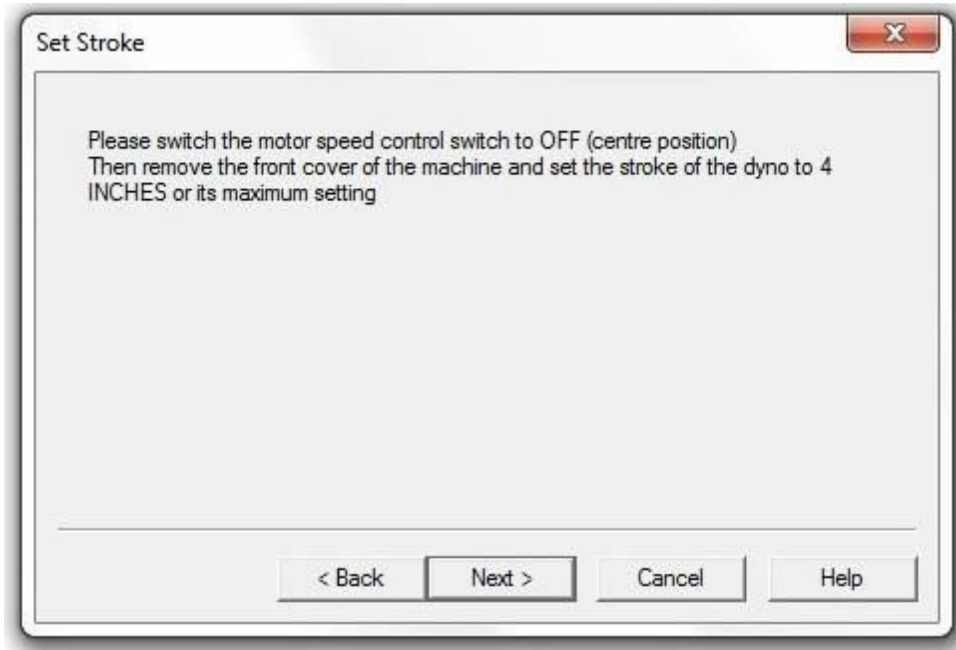 Set Stroke
Please switch the motor speed control switch to OFF (centre position)
Then remove the front cover of the machine and set the stroke of the dyno to 4
INCHES or its maximum setting
< Back
Next >
Cancel
Help